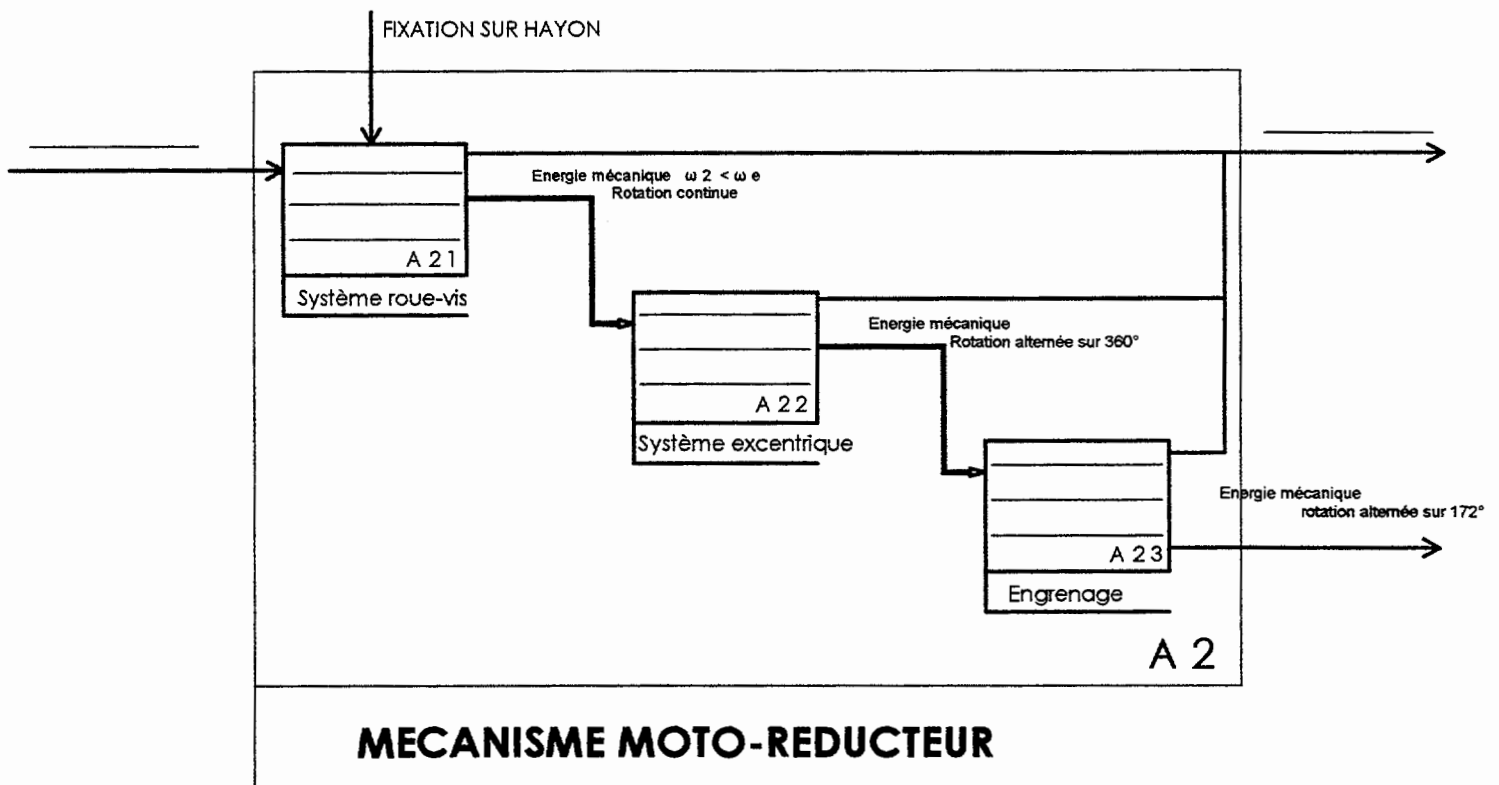 FIXATION SUR HAYON
Energie mécanique ω 2 < ω e
Rotation continue
A 21
Système roue-vis
Energie mécanique
Rotation alternée sur 360°
A 22
Système excentrique
Energie mécanique
rotation alternée sur 172°
A 23
Engrenage
A 2
MECANISME MOTO-REDUCTEUR